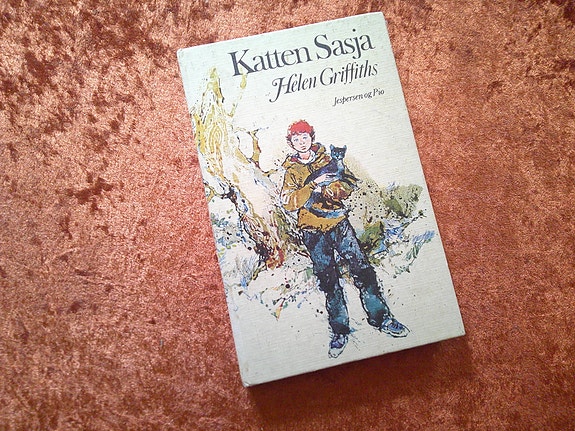 Katten Sasja
Helen Griffiths
Jespersen og Pio